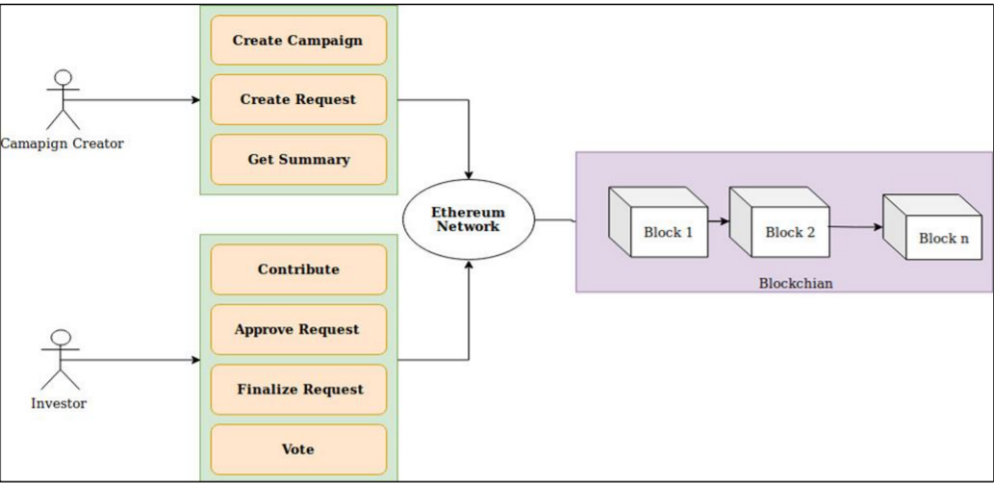 Create Campaign
Create Request
Get Summary
Camapign Creator
Ethereum
Network
Block 1
Block 2
Block n
Blockchian
Contribute
Approve Request
Finalize Request
Vote
Investor